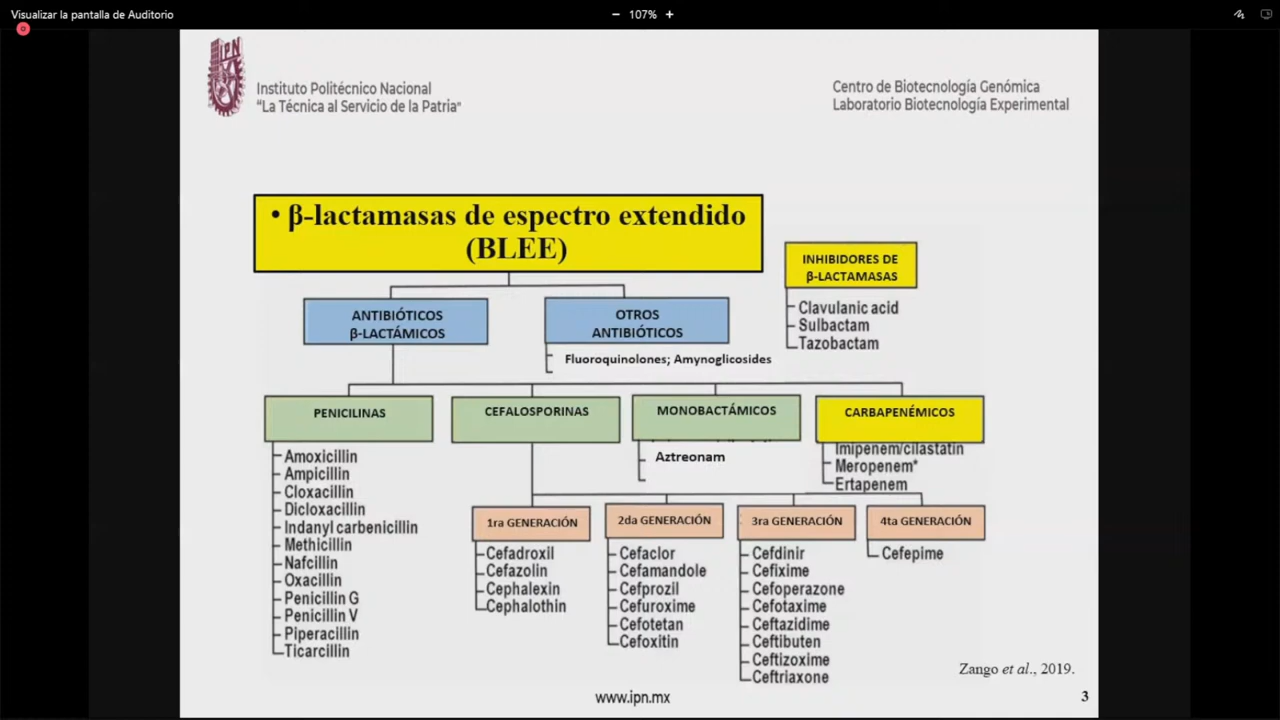 Visualizar la pantalla de Auditorio
− 107% +
IPN
Instituto Politécnico Nacional
"La Técnica al Servicio de la Patria"
Centro de Biotecnología Genómica
Laboratorio Biotecnología Experimental
• β-lactamasas de espectro extendido
(BLEE)
INHIBIDORES DE
β-LACTAMASAS
Clavulanic acid
Sulbactam
Tazobactam
ANTIBIÓTICOS
β-LACTÁMICOS
OTROS
ANTIBIÓTICOS
Fluoroquinolones; Amynoglicosides
PENICILINAS
Amoxicillin
Ampicillin
Cloxacillin
Dicloxacillin
Indanyl carbenicillin
Methicillin
Nafcillin
Oxacillin
Penicillin G
Penicillin V
Piperacillin
Ticarcillin
CEFALOSPORINAS
MONOBACTÁMICOS
Aztreonam
CARBAPENÉMICOS
Imipenem/cilastatin
Meropenem*
Ertapenem
1ra GENERACIÓN
Cefadroxil
Cefazolin
Cephalexin
Cephalothin
2da GENERACIÓN
Cefaclor
Cefamandole
Cefprozil
Cefuroxime
Cefotetan
Cefoxitin
3ra GENERACIÓN
Cefdinir
Cefixime
Cefoperazone
Cefotaxime
Ceftazidime
Ceftibuten
Ceftizoxime
Ceftriaxone
4ta GENERACIÓN
Cefepime
Zango et al., 2019.
www.ipn.mx
3